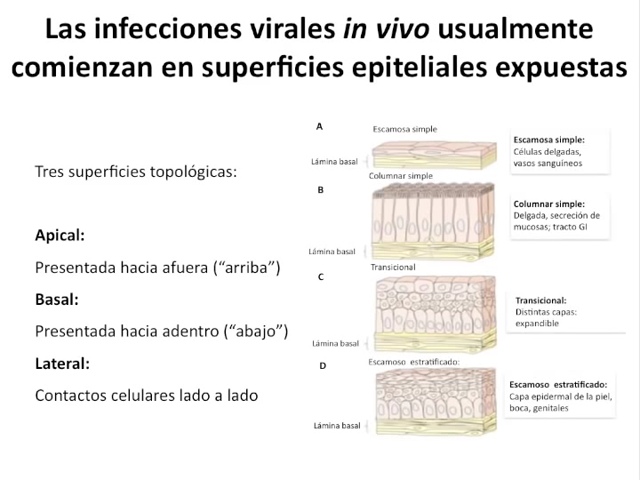 Las infecciones virales in vivo usualmente
comienzan en superficies epiteliales expuestas
Tres superficies topológicas:
Apical:
Presentada hacia afuera (“arriba”)
Basal:
Presentada hacia adentro (“abajo”)
Lateral:
Contactos celulares lado a lado
A
Escamosa simple
Lámina basal
Escamosa simple:
Células delgadas,
vasos sanguíneos
Columnar simple
B
Lámina basal
Columnar simple:
Delgada, secreción de
mucosas; tracto GI
Transicional
C
Lámina basal
Transicional:
Distintas capas:
expandible
Escamoso estratificado:
D
Lámina basal
Escamoso estratificado:
Capa epidermal de la piel,
boca, genitales